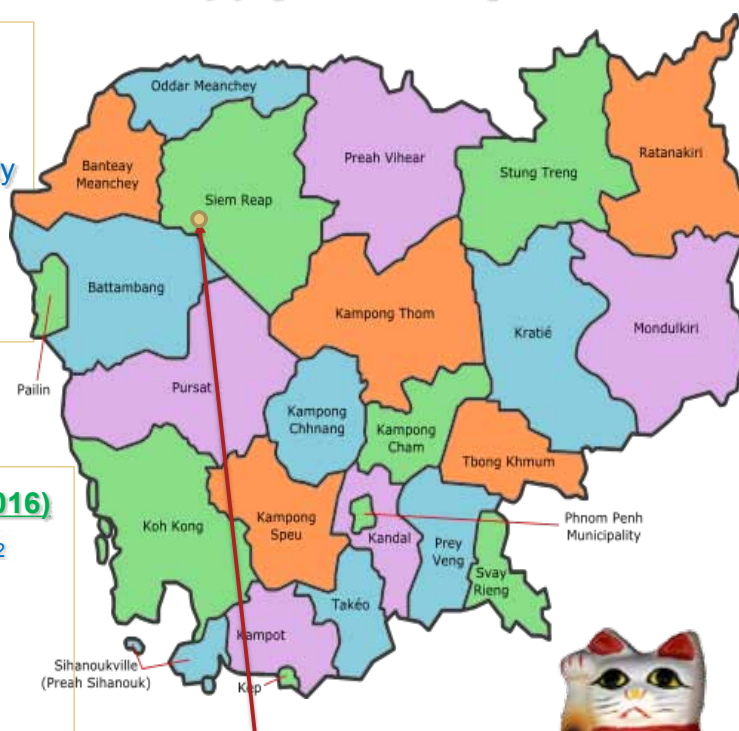 Oddar Meanchey
Banteay
Meanchey
Siem Reap
Preah Vihear
Stung Treng
Ratanakiri
Battambang
Kampong Thom
Kratié
Mondulkiri
Pailin
Pursat
Kampong
Chhnang
Kampong
Cham
Tbong Khmum
016)
2
Koh Kong
Kampong
Speu
Kandal
Prey
Veng
Phnom Penh
Municipality
Svay
Rieng
Takéo
Kampot
Sihanoukville
(Preah Sihanouk)
Kep